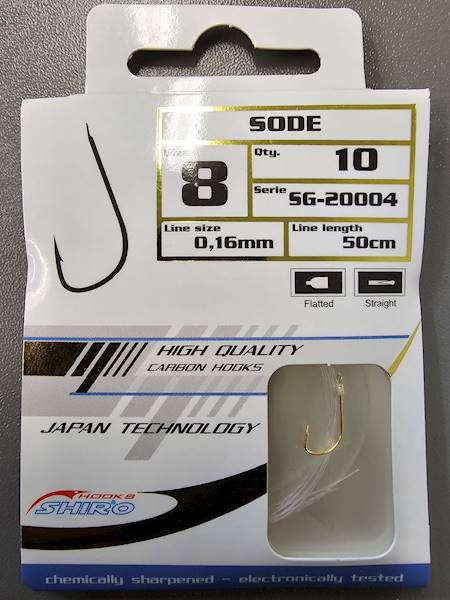 SODE
Size
8
Qty.
10
Serie
SG-20004
Line size
0,16mm
Line length
50cm
Flatted
Straight
HIGH QUALITY
CARBON HOOKS
JAPAN TECHNOLOGY
HOOKS
SHIRO
chemically sharpened - electronically tested